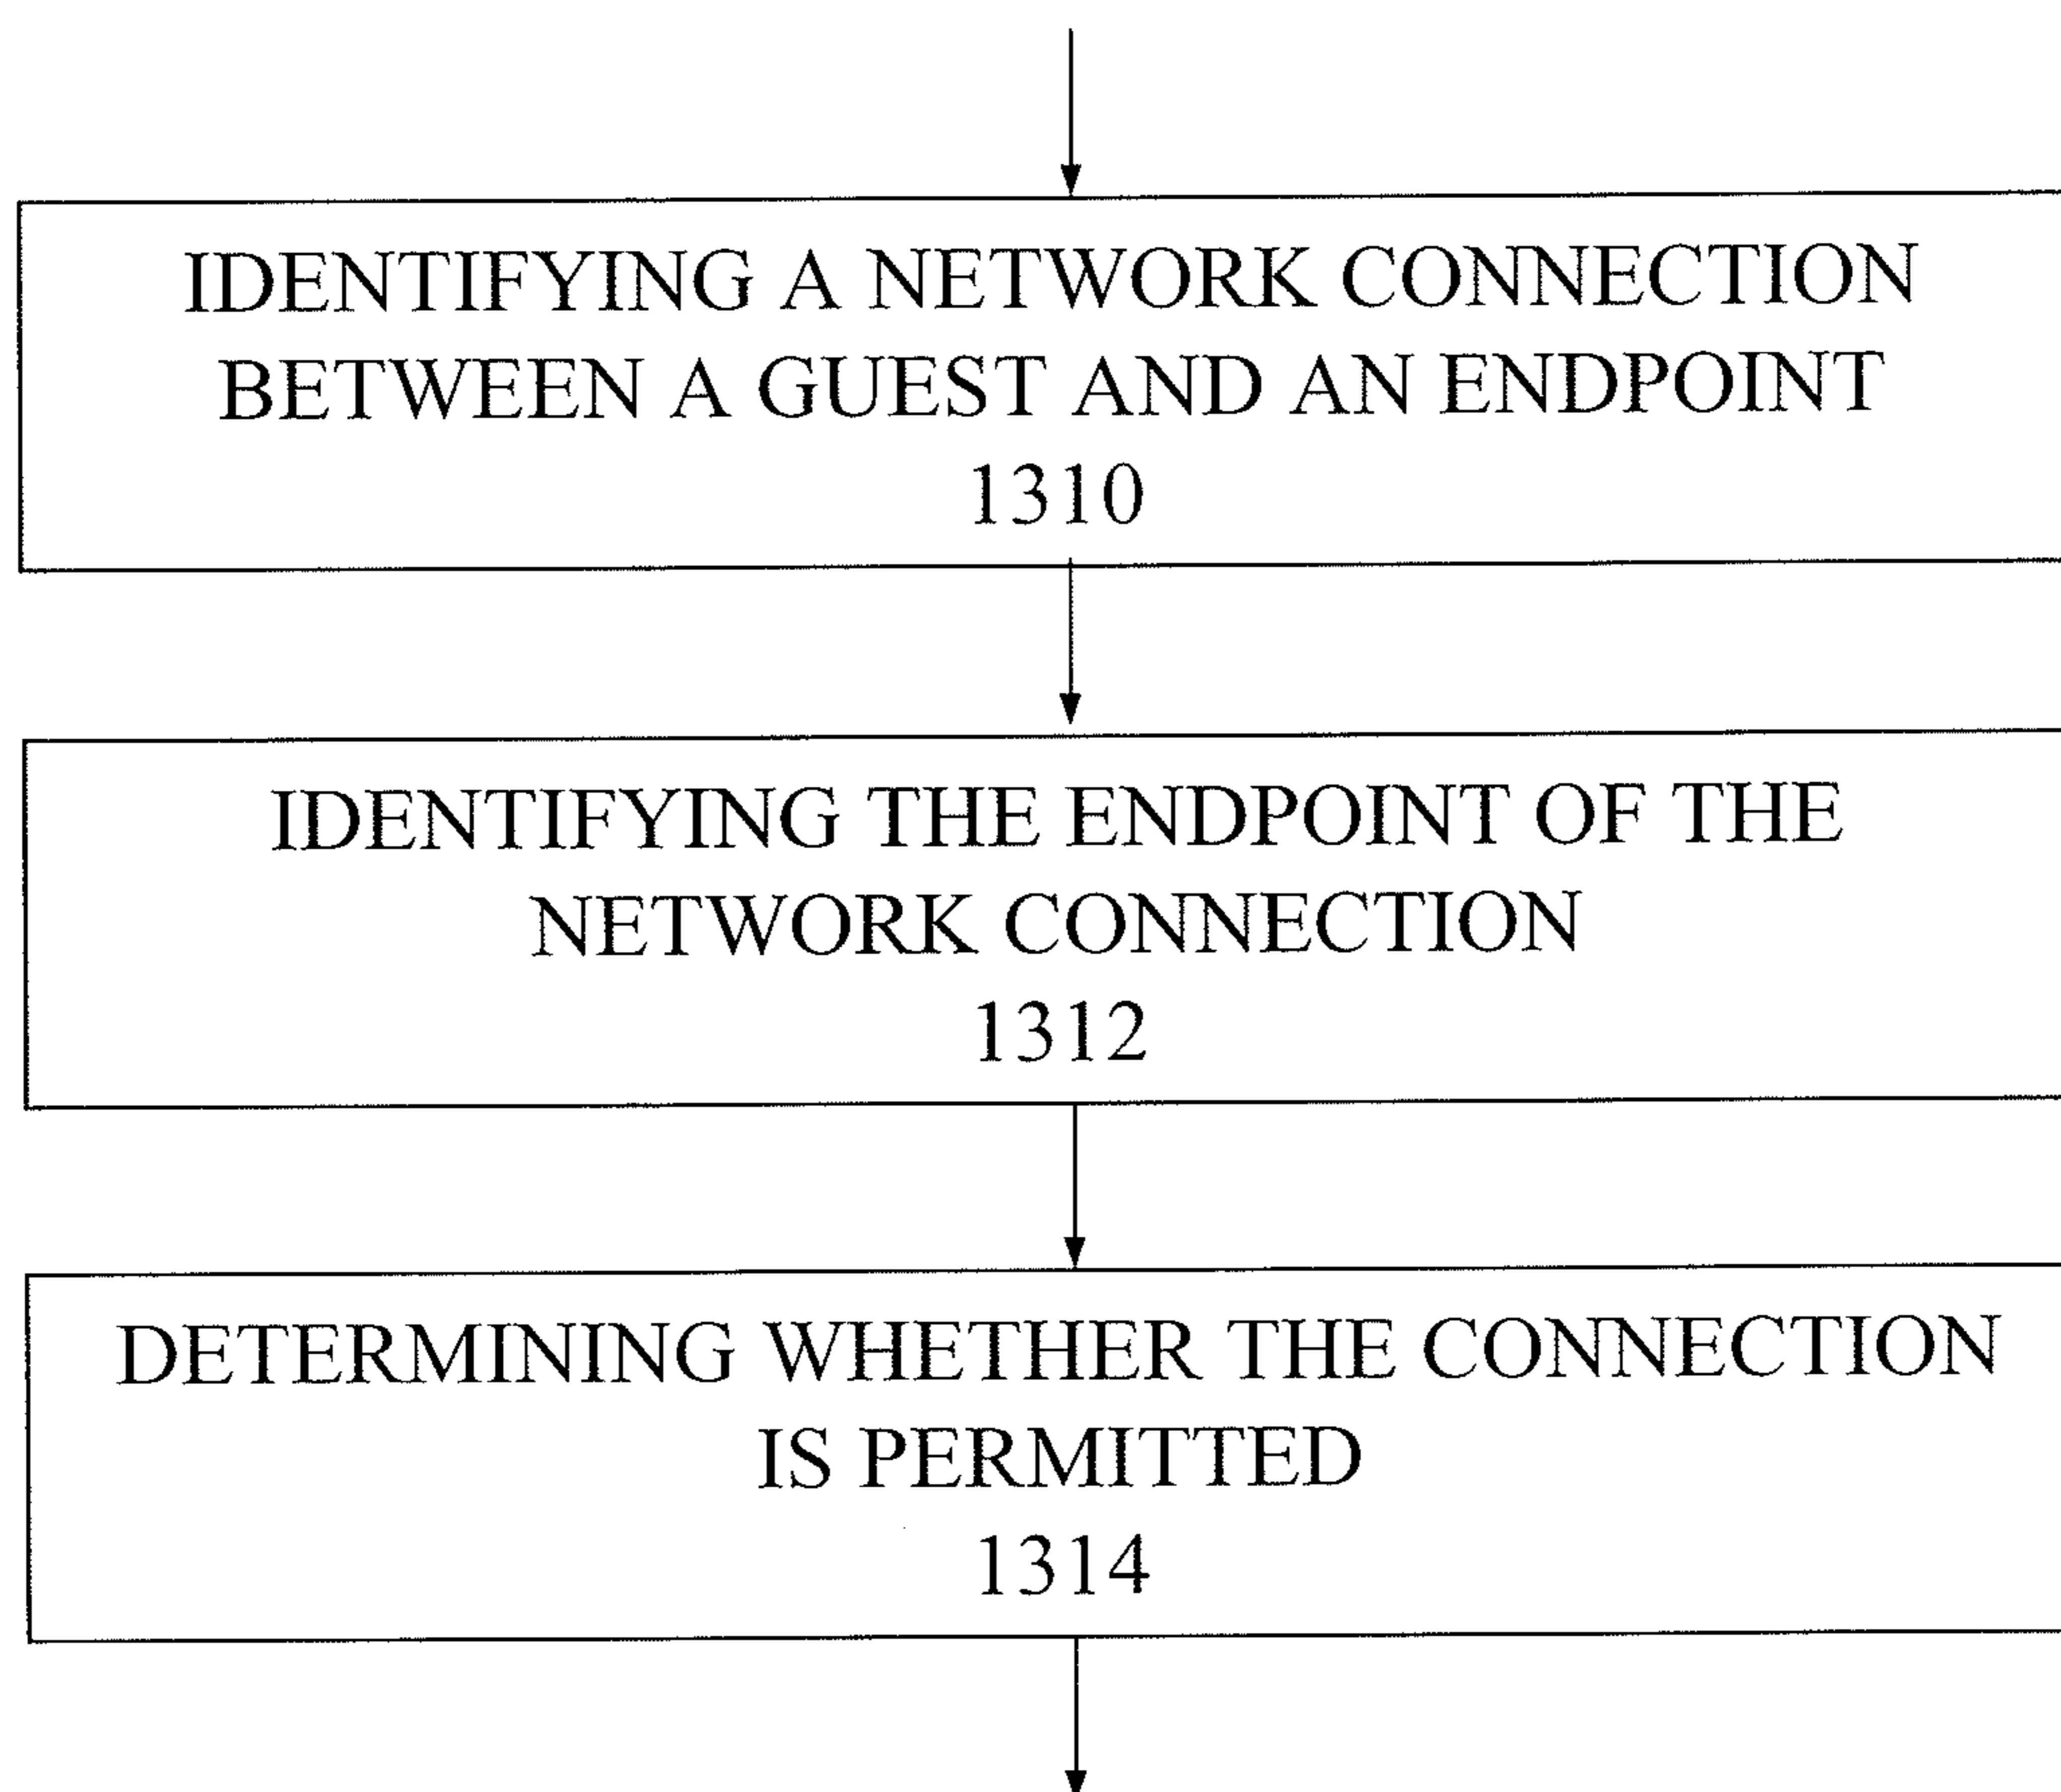 IDENTIFYING A NETWORK CONNECTION
BETWEEN A GUEST AND AN ENDPOINT
1310
IDENTIFYING THE ENDPOINT OF THE
NETWORK CONNECTION
1312
DETERMINING WHETHER THE CONNECTION
IS PERMITTED
1314